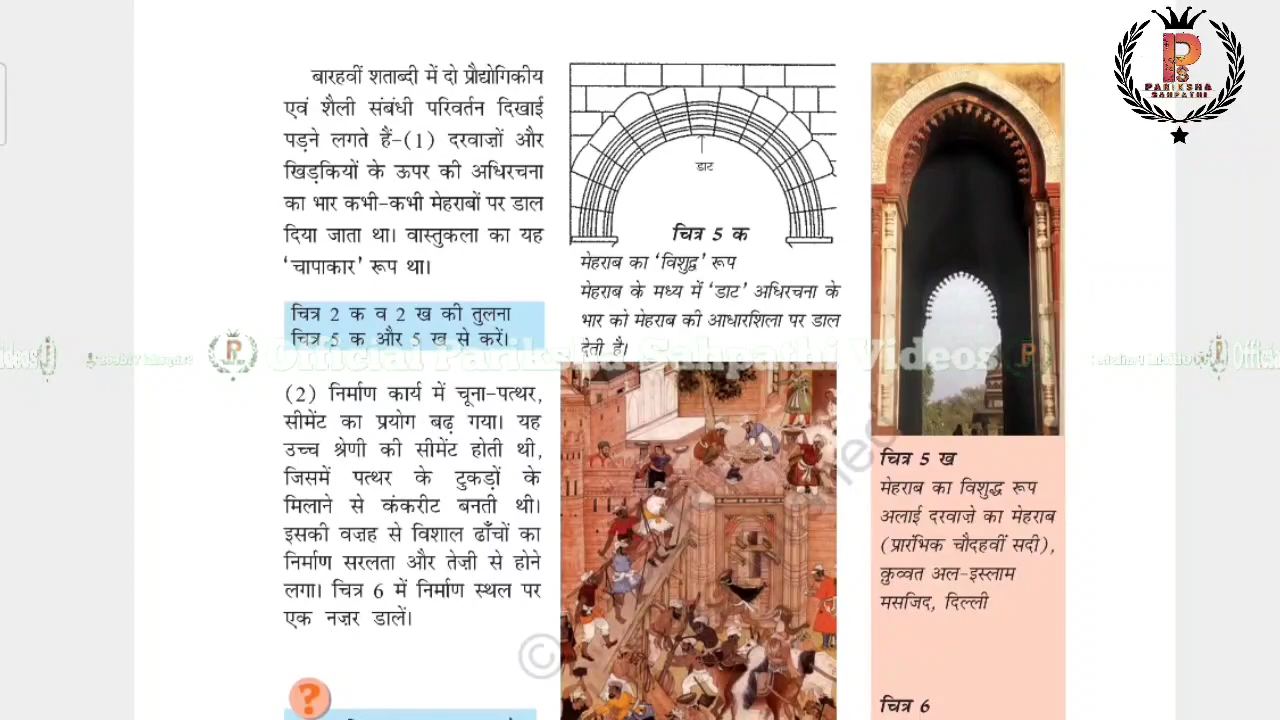 बारहवीं शताब्दी में दो प्रौद्योगिकीय
एवं शैली संबंधी परिवर्तन दिखाई
पड़ने लगते हैं-(1) दरवाज़ों और
खिड़कियों के ऊपर की अधिरचना
का भार कभी-कभी मेहराबों पर डाल
दिया जाता था। वास्तुकला का यह
‘चापाकार’ रूप था।
चित्र 2 क व 2 ख की तुलना
चित्र 5 क और 5 ख से करें।
(2) निर्माण कार्य में चूना-पत्थर,
सीमेंट का प्रयोग बढ़ गया। यह
उच्च श्रेणी की सीमेंट होती थी,
जिसमें पत्थर के टुकड़ों के
मिलाने से कंकरीट बनती थी।
इसकी वज़ह से विशाल ढाँचों का
निर्माण सरलता और तेज़ी से होने
लगा। चित्र 6 में निर्माण स्थल पर
एक नज़र डालें।
?
डाट
चित्र 5 क
मेहराब का ‘विशुद्ध’ रूप
मेहराब के मध्य में ‘डाट’ अधिरचना के
भार को मेहराब की आधारशिला पर डाल
देती है।
चित्र 5 ख
मेहराब का विशुद्ध रूप
अलाई दरवाज़े का मेहराब
(प्रारंभिक चौदहवीं सदी),
क़ुव्वत अल-इस्लाम
मसजिद, दिल्ली
चित्र 6
PS
PARIKSHA
SAHPATHI
Official Pariksha Sahpathi Videos
©